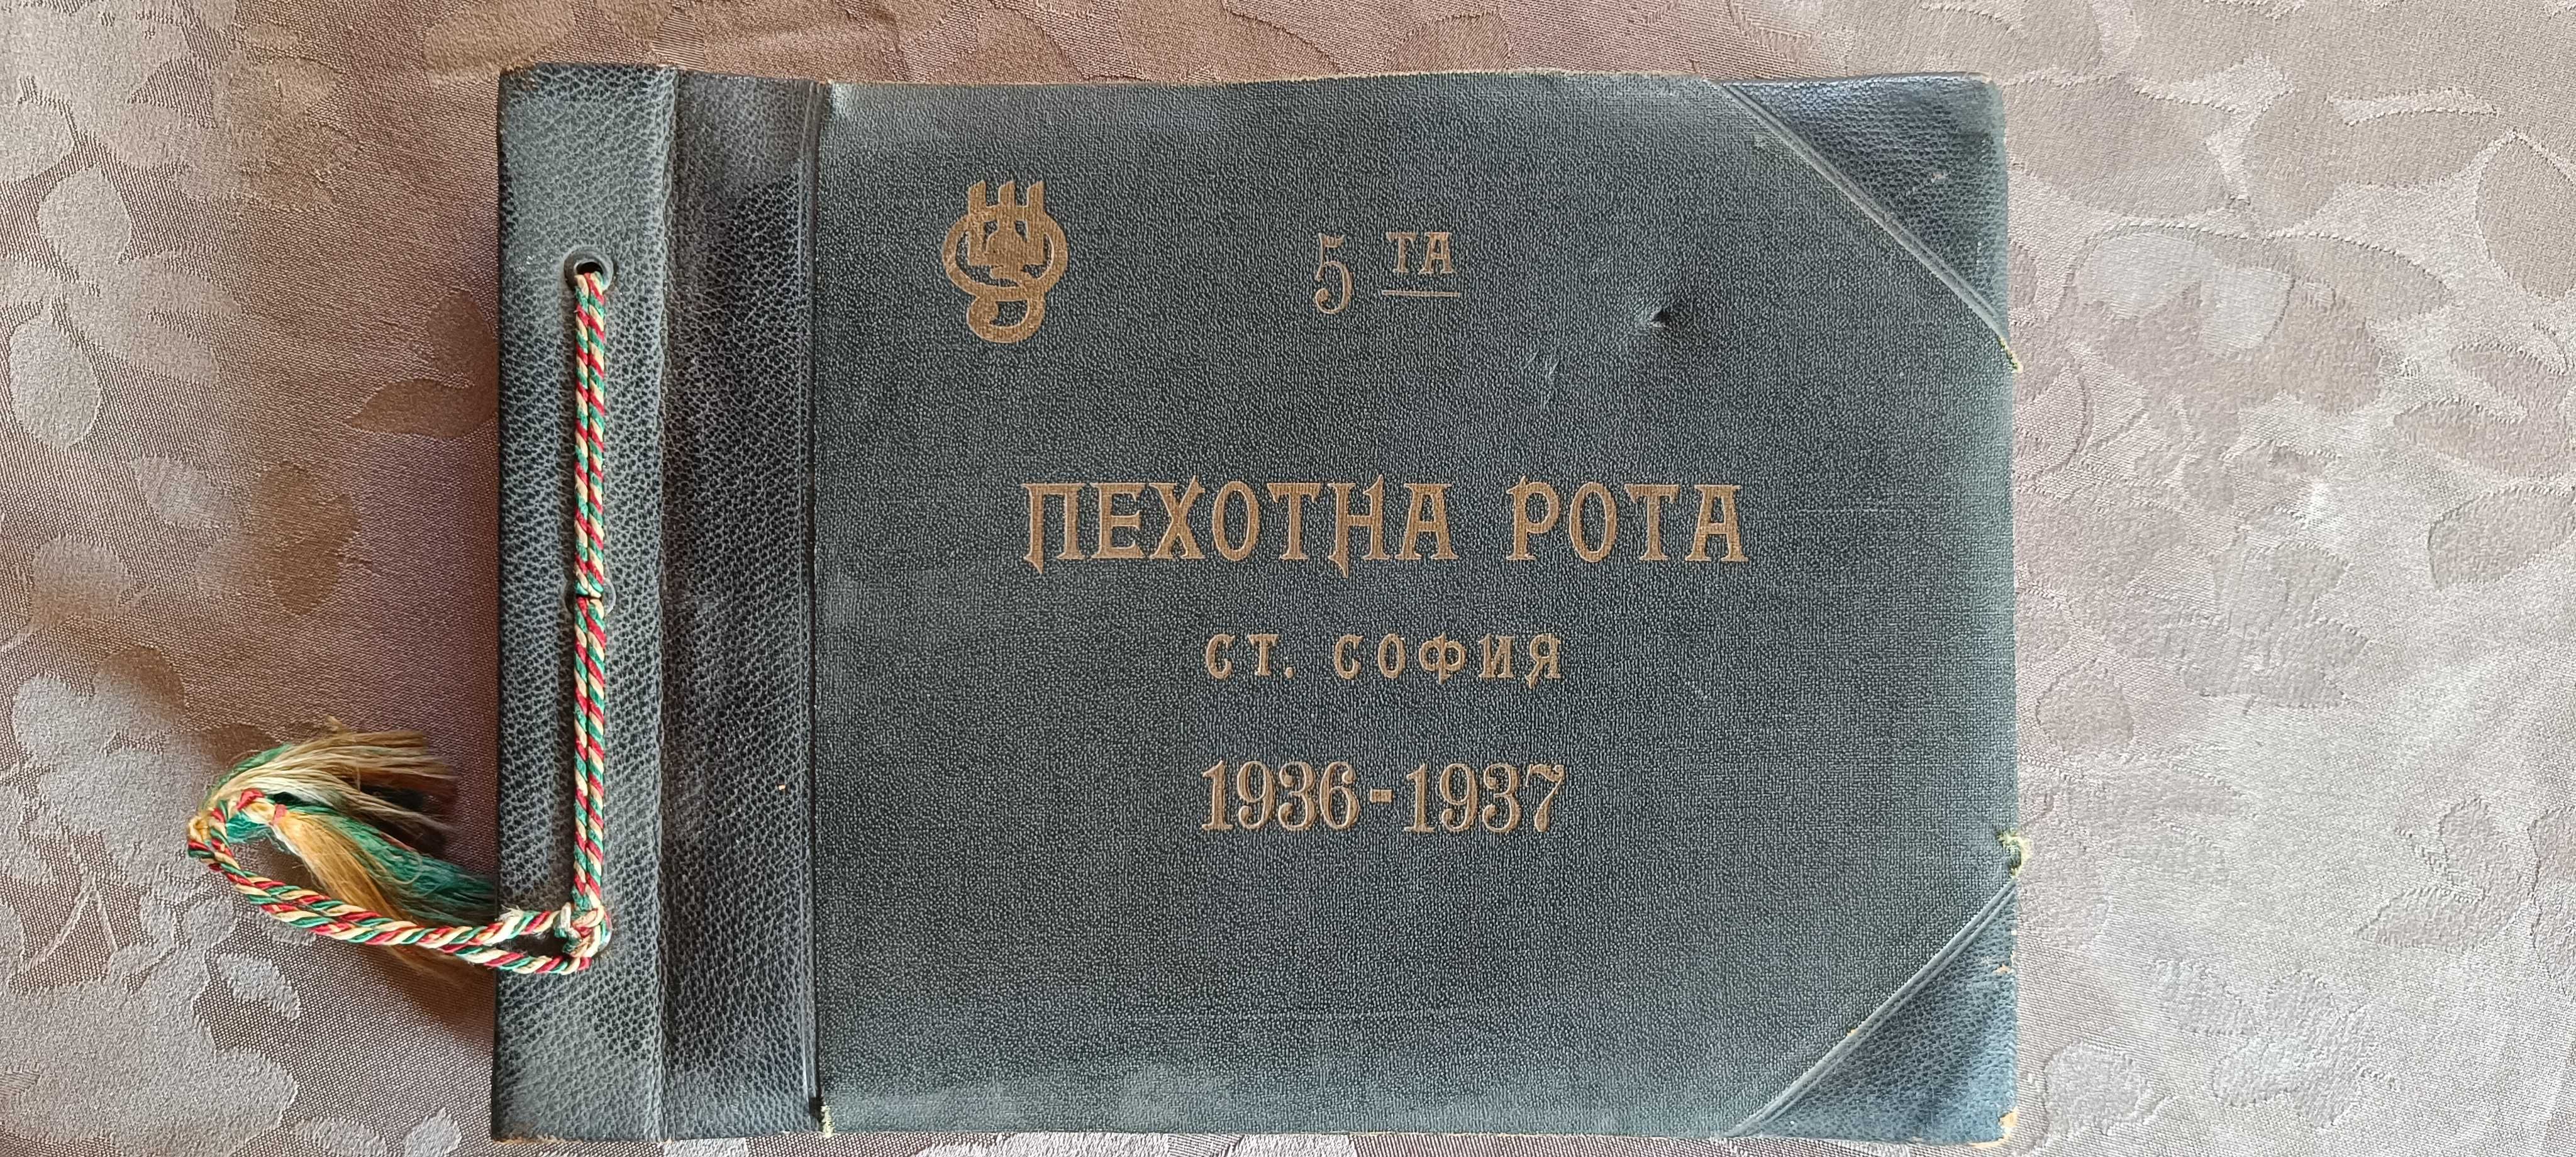 5 ТА
ПЕХОТНА РОТА
СТ. СОФИЯ
1936-1937